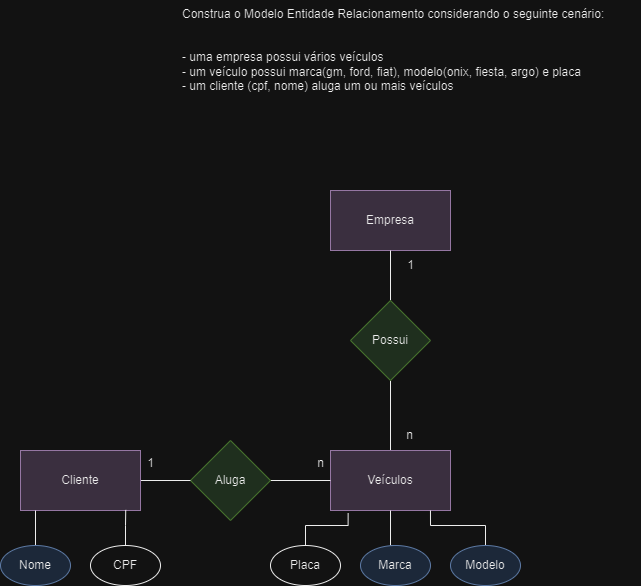 Construa o Modelo Entidade Relacionamento considerando o seguinte cenário:
- uma empresa possui vários veículos
- um veículo possui marca(gm, ford, fiat), modelo(onix, fiesta, argo) e placa
- um cliente (cpf, nome) aluga um ou mais veículos
Empresa
1
Possui
n
Cliente
1
Aluga
n
Veículos
Nome
CPF
Placa
Marca
Modelo